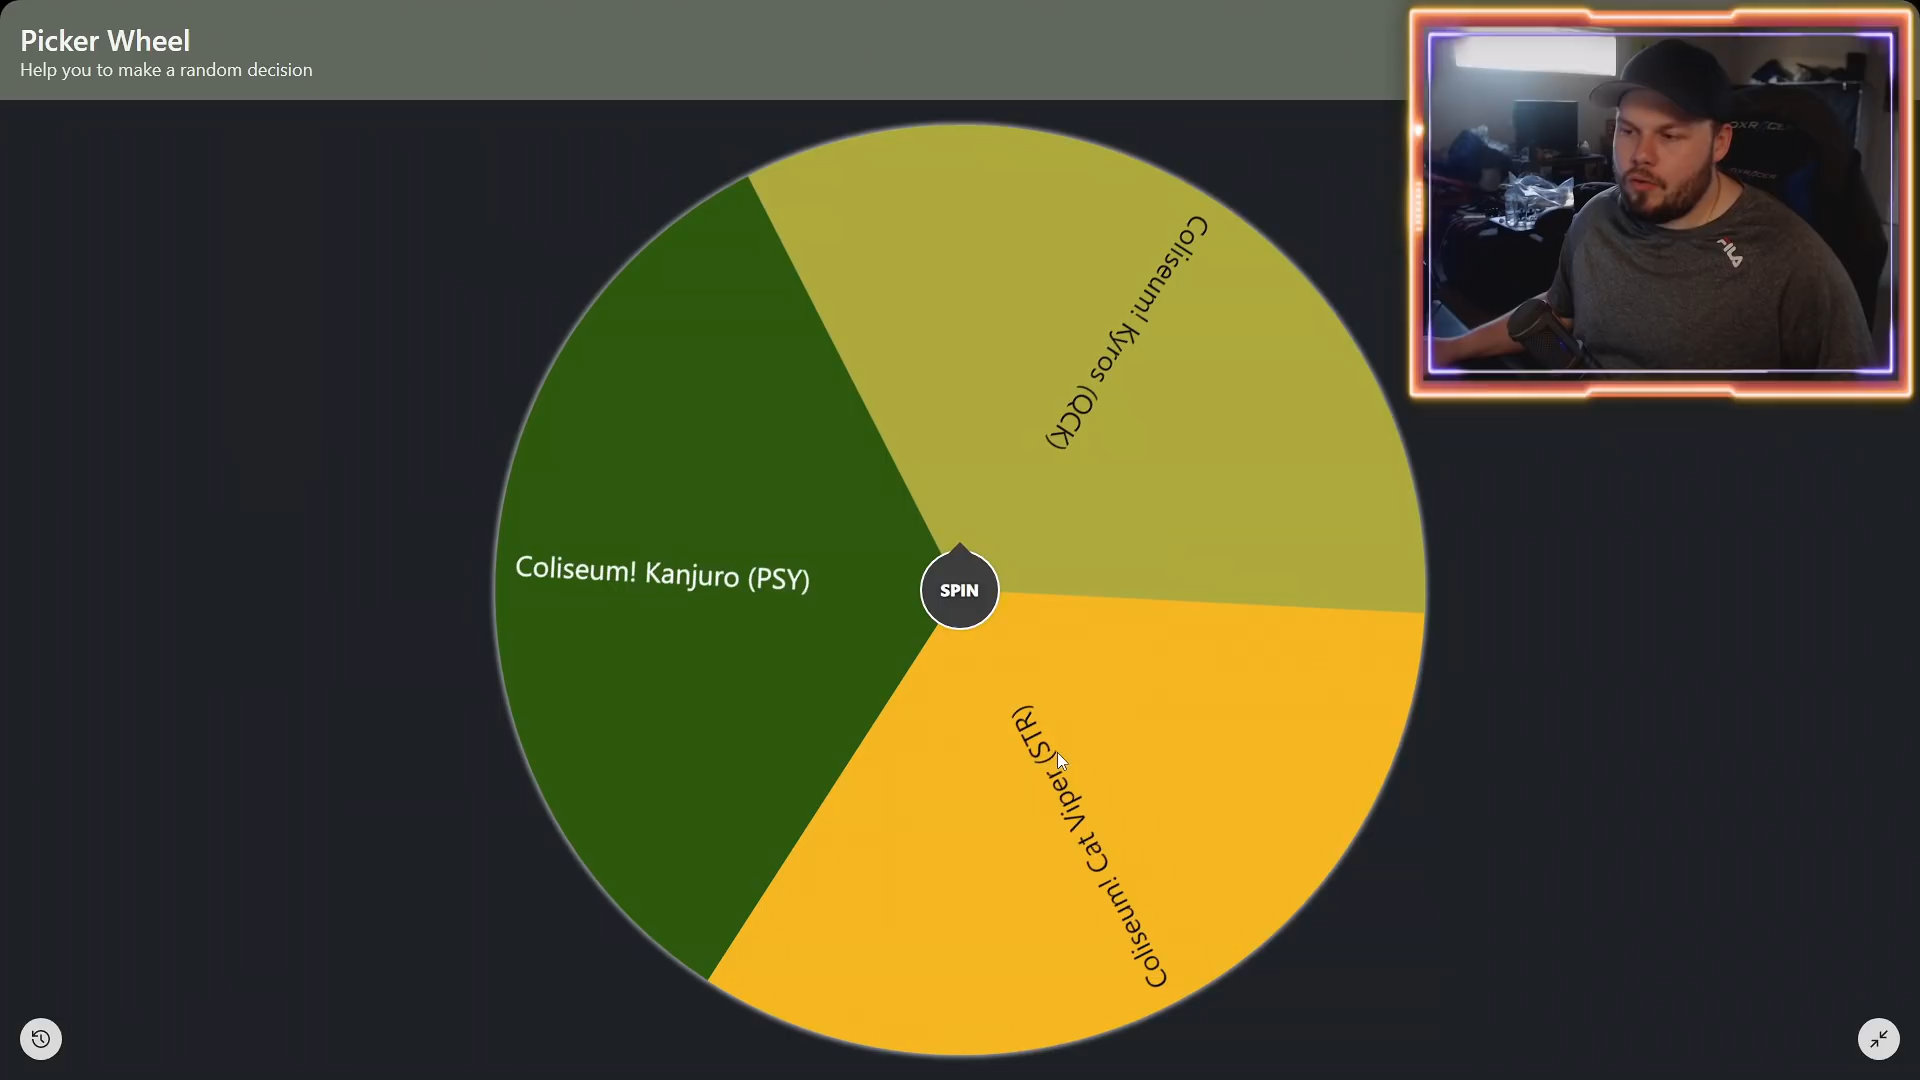 Picker Wheel
Help you to make a random decision
FILA
Coliseum! Kyros (QCK)
Coliseum! Kanjuro (PSY)
SPIN
Coliseum! Cat Viper (STR)